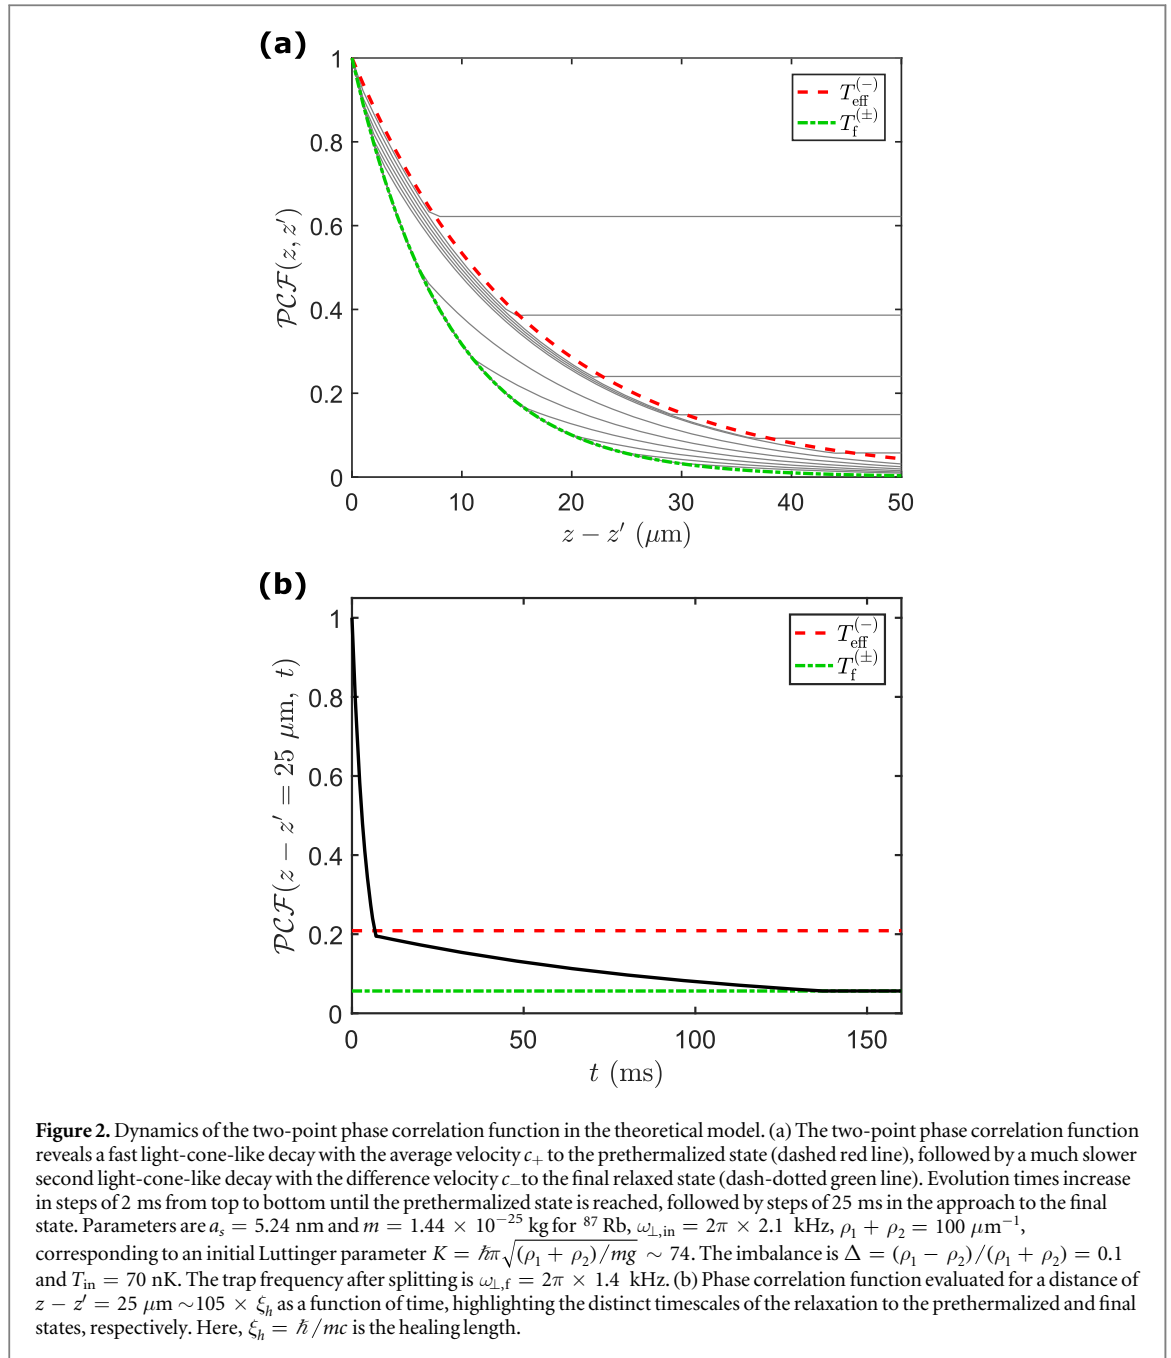 (a)
1
0.8
0.6
0.4
0.2
0
𝒫𝒞ℱ(z, z′)
T_eff^(−)
T_f^(±)
0 10 20 30 40 50
z − z′ (μm)
(b)
1
0.8
0.6
0.4
0.2
0
𝒫𝒞ℱ(z − z′ = 25 μm, t)
T_eff^(−)
T_f^(±)
0 50 100 150
t (ms)
Figure 2. Dynamics of the two-point phase correlation function in the theoretical model. (a) The two-point phase correlation function
reveals a fast light-cone-like decay with the average velocity c₊ to the prethermalized state (dashed red line), followed by a much slower
second light-cone-like decay with the difference velocity c₋to the final relaxed state (dash-dotted green line). Evolution times increase
in steps of 2 ms from top to bottom until the prethermalized state is reached, followed by steps of 25 ms in the approach to the final
state. Parameters are a_s = 5.24 nm and m = 1.44 × 10⁻²⁵ kg for ⁸⁷ Rb, ω_⊥,in = 2π × 2.1 kHz, ρ₁ + ρ₂ = 100 μm⁻¹,
corresponding to an initial Luttinger parameter K = ℏπ√((ρ₁ + ρ₂)/mg) ∼ 74. The imbalance is Δ = (ρ₁ − ρ₂)/(ρ₁ + ρ₂) = 0.1
and T_in = 70 nK. The trap frequency after splitting is ω_⊥,f = 2π × 1.4 kHz. (b) Phase correlation function evaluated for a distance of
z − z′ = 25 μm ∼105 × ξ_h as a function of time, highlighting the distinct timescales of the relaxation to the prethermalized and final
states, respectively. Here, ξ_h = ℏ/mc is the healing length.